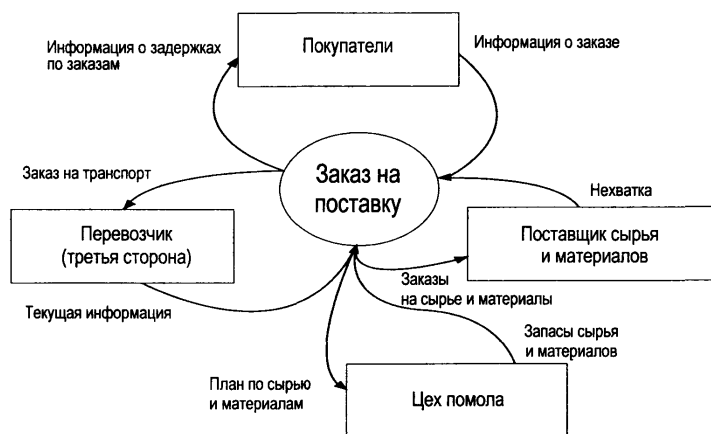 Информация о задержках
по заказам
Покупатели
Информация о заказе
Заказ на транспорт
Заказ на
поставку
Нехватка
Перевозчик
(третья сторона)
Поставщик сырья
и материалов
Текущая информация
Заказы
на сырье и материалы
Запасы сырья
и материалов
План по сырью
и материалам
Цех помола